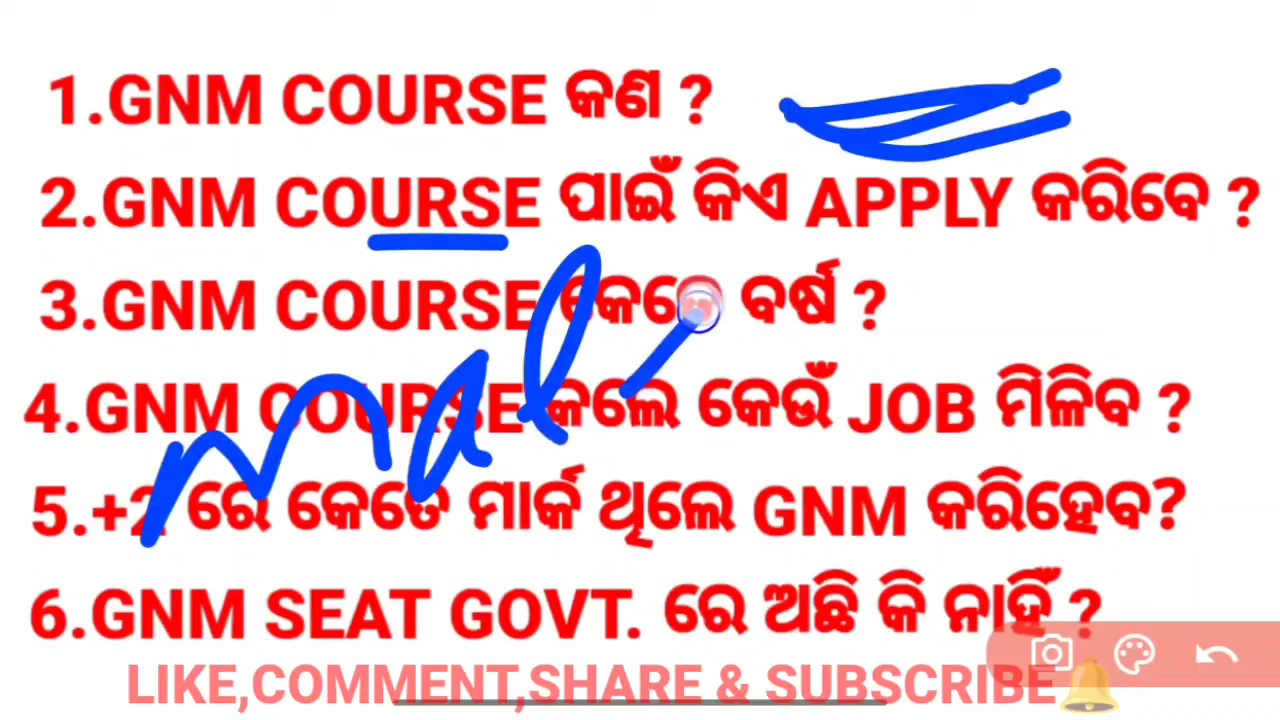 1.GNM COURSE କଣ ?
2.GNM COURSE ପାଇଁ କିଏ APPLY କରିବେ ?
3.GNM COURSE କେତେ ବର୍ଷ ?
4.GNM COURSE କଲେ କେଉଁ JOB ମିଳିବ ?
5.+2 ରେ କେତେ ମାର୍କ ଥିଲେ GNM କରିହେବ?
6.GNM SEAT GOVT. ରେ ଅଛି କି ନାହିଁ ?
LIKE,COMMENT,SHARE & SUBSCRIBE